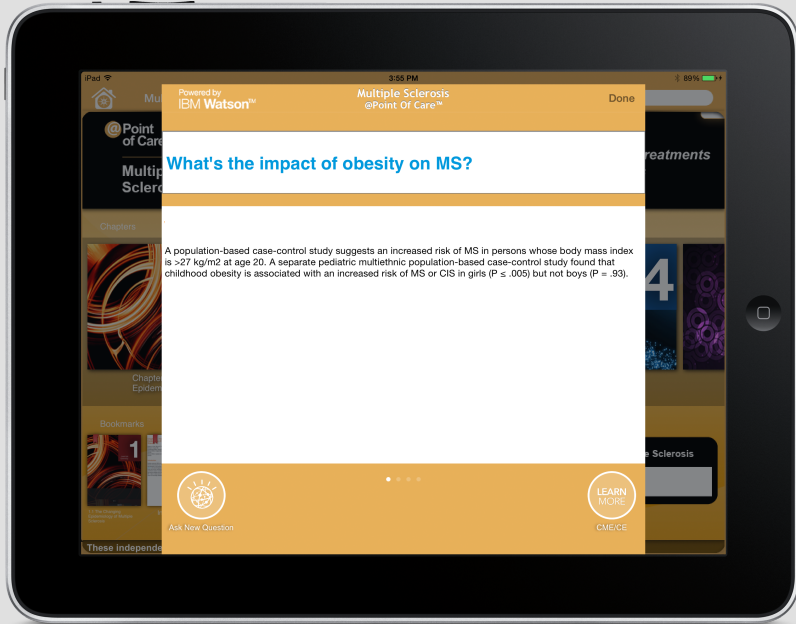 iPad
3:55 PM
89%
Mu
Powered by
IBM Watson℠
Multiple Sclerosis
@Point Of Care™
Done
@Point
of Care
Multip
Sclero
reatments
What's the impact of obesity on MS?
Chapters
A population-based case-control study suggests an increased risk of MS in persons whose body mass index
is >27 kg/m2 at age 20. A separate pediatric multiethnic population-based case-control study found that
childhood obesity is associated with an increased risk of MS or CIS in girls (P ≤ .005) but not boys (P = .93).
4
Chapte
Epidem
Bookmarks
1
e Sclerosis
LEARN
MORE
Ask New Question
CME/CE
These independe